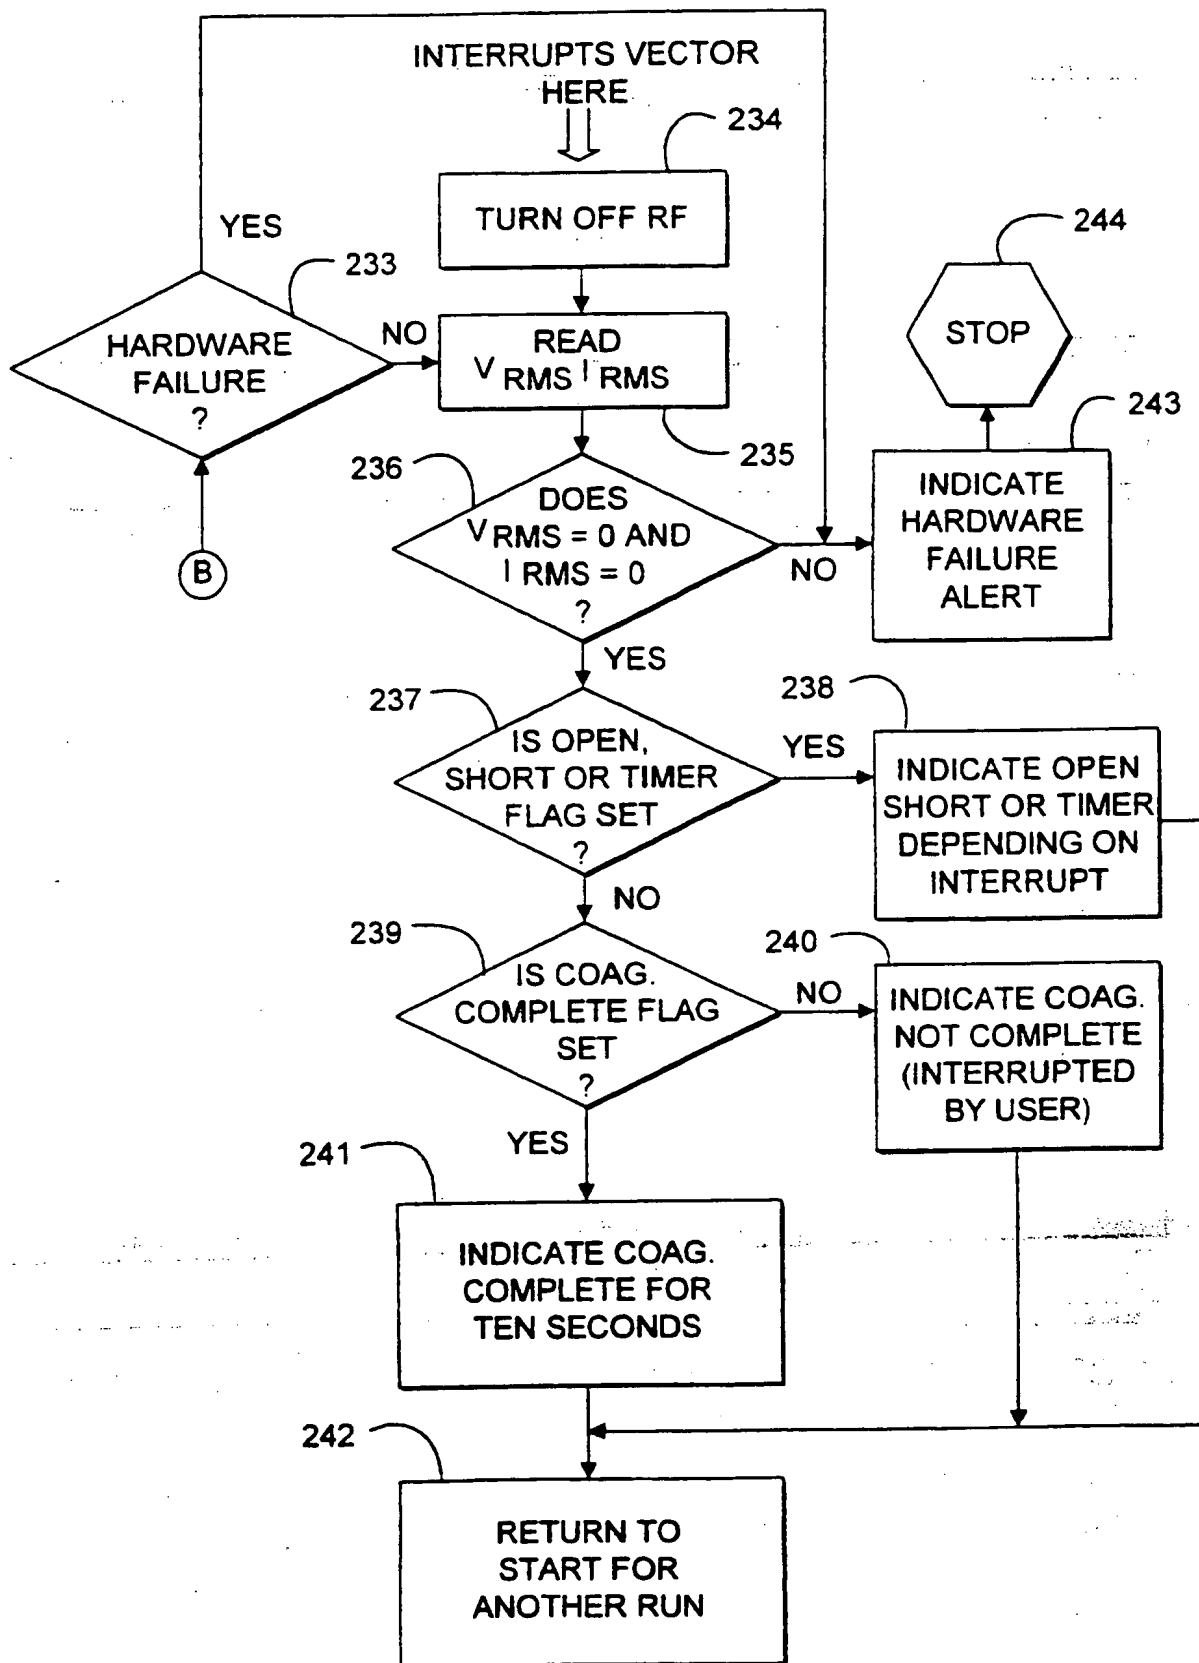 INTERRUPTS VECTOR
HERE
234
TURN OFF RF
YES
233
HARDWARE
FAILURE
?
NO
READ
V RMS I RMS
235
244
STOP
243
INDICATE
HARDWARE
FAILURE
ALERT
B
236
DOES
V RMS = 0 AND
I RMS = 0
?
NO
YES
237
IS OPEN,
SHORT OR TIMER
FLAG SET
?
YES
238
INDICATE OPEN
SHORT OR TIMER
DEPENDING ON
INTERRUPT
NO
239
IS COAG.
COMPLETE FLAG
SET
?
NO
240
INDICATE COAG.
NOT COMPLETE
(INTERRUPTED
BY USER)
YES
241
INDICATE COAG.
COMPLETE FOR
TEN SECONDS
242
RETURN TO
START FOR
ANOTHER RUN